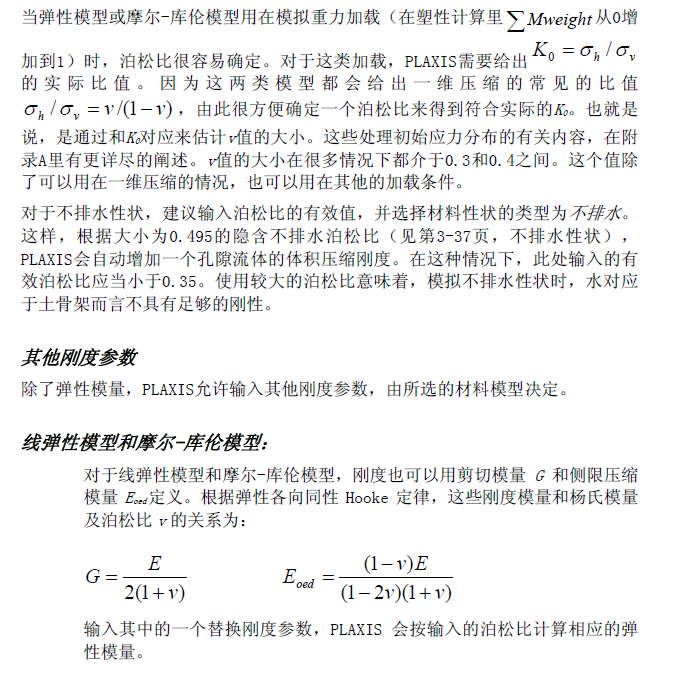 当弹性模型或摩尔-库伦模型用在模拟重力加载（在塑性计算里∑Mweight从0增
加到1）时，泊松比很容易确定。对于这类加载，PLAXIS需要给出K₀ = σₕ / σᵥ
的实际比值。因为这两类模型都会给出一维压缩的常见的比值
σₕ / σᵥ = ν/(1−ν)，由此很方便确定一个泊松比来得到符合实际的K₀。也就是
说，是通过和K₀对应来估计ν值的大小。这些处理初始应力分布的有关内容，在附
录A里有更详尽的阐述。ν值的大小在很多情况下都介于0.3和0.4之间。这个值除
了可以用在一维压缩的情况，也可以用在其他的加载条件。
对于不排水性状，建议输入泊松比的有效值，并选择材料性状的类型为不排水。
这样，根据大小为0.495的隐含不排水泊松比（见第3-37页，不排水性状），
PLAXIS会自动增加一个孔隙流体的体积压缩刚度。在这种情况下，此处输入的有
效泊松比应当小于0.35。使用较大的泊松比意味着，模拟不排水性状时，水对应
于土骨架而言不具有足够的刚性。
其他刚度参数
除了弹性模量，PLAXIS允许输入其他刚度参数，由所选的材料模型决定。
线弹性模型和摩尔-库伦模型：
对于线弹性模型和摩尔-库伦模型，刚度也可以用剪切模量 G 和侧限压缩
模量 Eoed定义。根据弹性各向同性 Hooke 定律，这些刚度模量和杨氏模量
及泊松比 ν 的关系为：
G = E / 2(1+ν)    Eoed = (1−ν)E / (1−2ν)(1+ν)
输入其中的一个替换刚度参数，PLAXIS 会按输入的泊松比计算相应的弹
性模量。